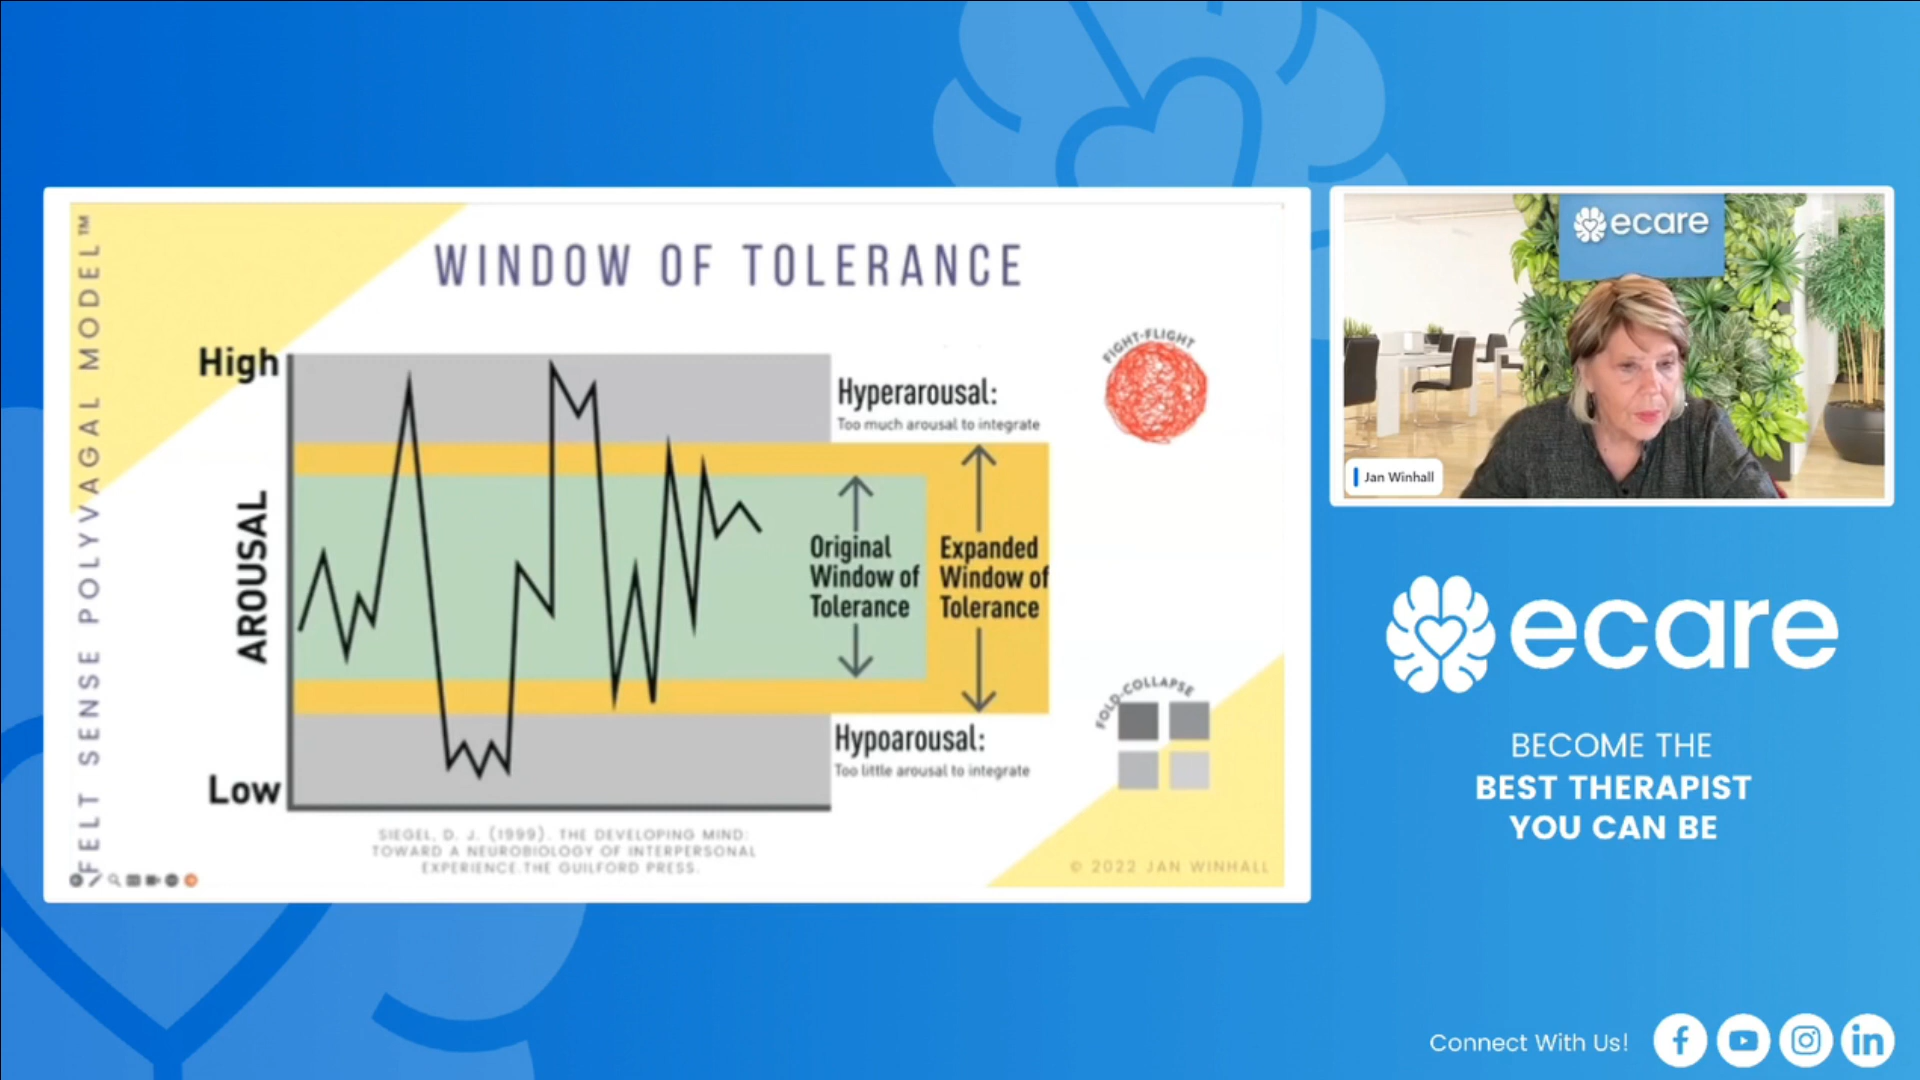 FELT SENSE POLYVAGAL MODEL™
WINDOW OF TOLERANCE
High
AROUSAL
Low
Hyperarousal:
Too much arousal to integrate
Original
Window of
Tolerance
Expanded
Window of
Tolerance
Hypoarousal:
Too little arousal to integrate
FIGHT-FLIGHT
FOLD-COLLAPSE
SIEGEL, D. J. (1999). THE DEVELOPING MIND:
TOWARD A NEUROBIOLOGY OF INTERPERSONAL
EXPERIENCE.THE GUILFORD PRESS.
© 2022 JAN WINHALL
ecare
Jan Winhall
ecare
BECOME THE
BEST THERAPIST
YOU CAN BE
Connect With Us!